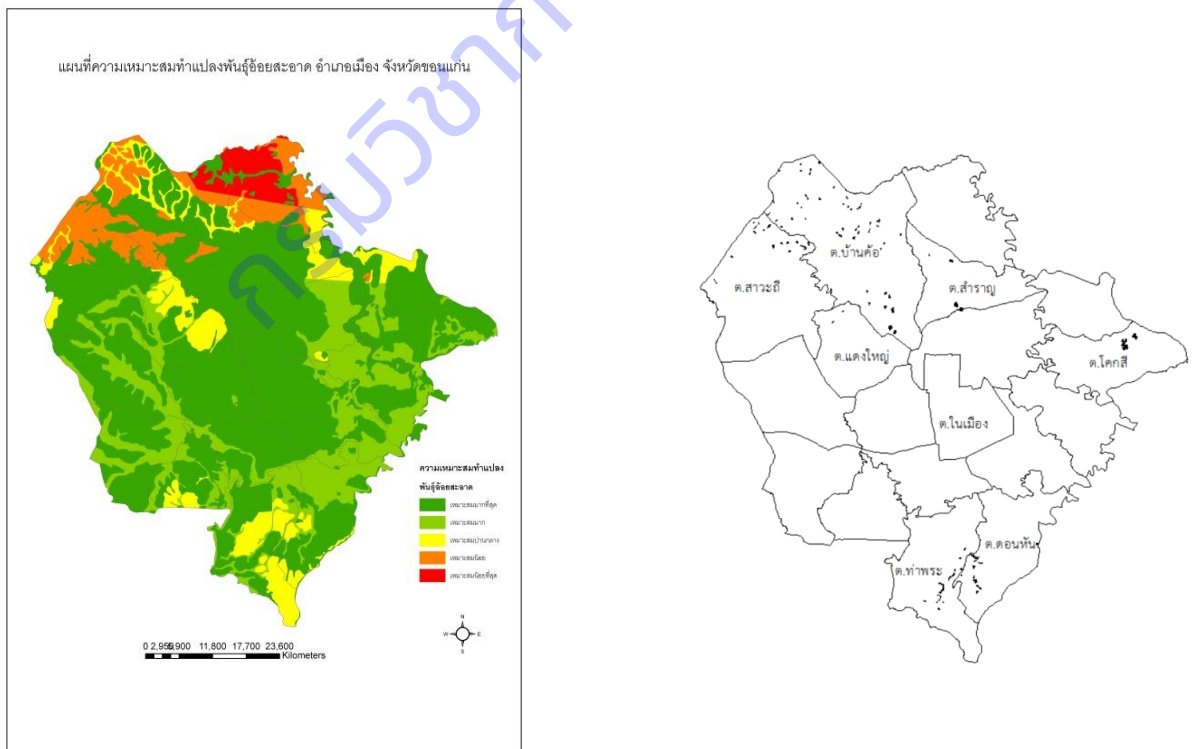 แผนที่ความเหมาะสมทำแปลงพันธุ์อ้อยสะอาด อำเภอเมือง จังหวัดขอนแก่น
ความเหมาะสมทำแปลง
พันธุ์อ้อยสะอาด
เหมาะสมมากที่สุด
เหมาะสมมาก
เหมาะสมปานกลาง
เหมาะสมน้อย
เหมาะสมน้อยที่สุด
N
W E
S
11,800 17,700 23,600
Kilometers
ต.บ้านค้อ
ต.สาวะถี
ต.สำราญ
ต.แดงใหญ่
ต.โคกสี
ต.ในเมือง
ต.ดอนหัน
ต.ท่าพระ